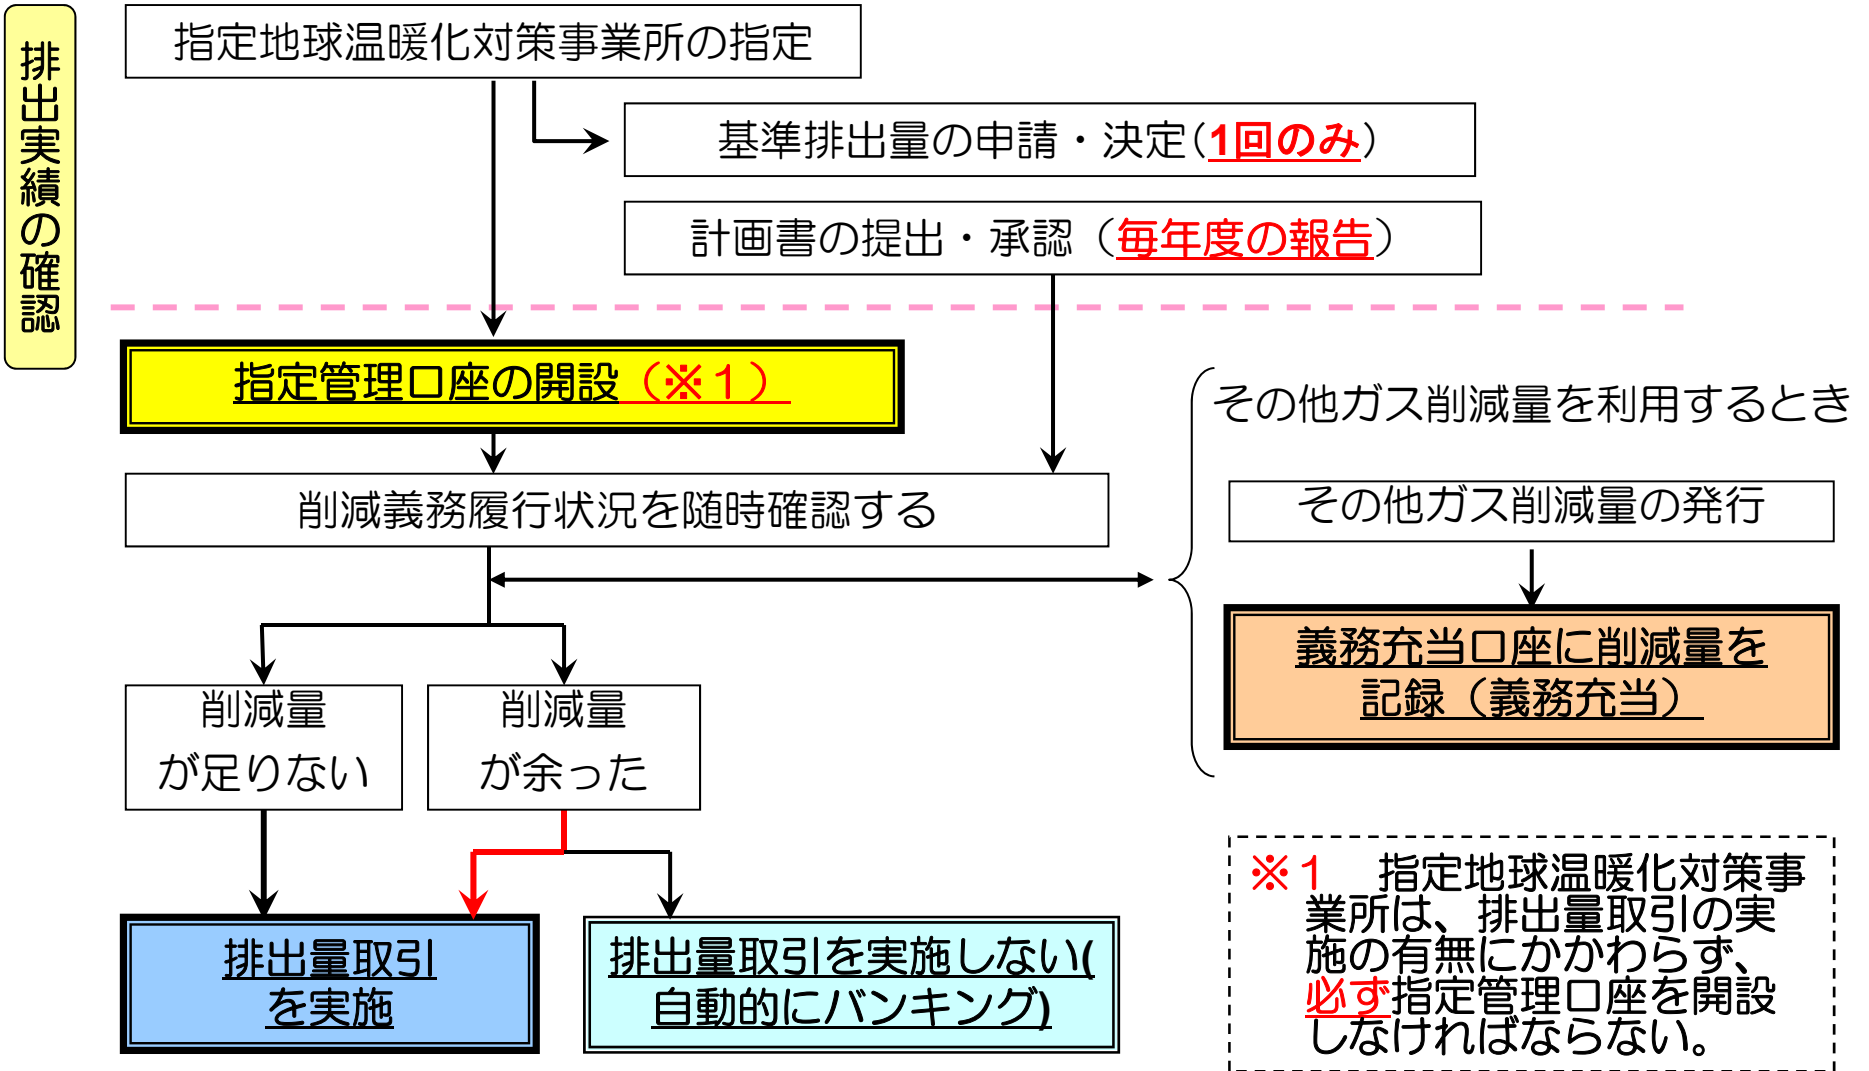 排出実績の確認
指定地球温暖化対策事業所の指定
基準排出量の申請・決定(1回のみ)
計画書の提出・承認（毎年度の報告）
指定管理口座の開設（※１）
削減義務履行状況を随時確認する
その他ガス削減量を利用するとき
その他ガス削減量の発行
義務充当口座に削減量を
記録（義務充当）
削減量
が足りない
削減量
が余った
排出量取引
を実施
排出量取引を実施しない(
自動的にバンキング)
※１　指定地球温暖化対策事
業所は、排出量取引の実
施の有無にかかわらず、
必ず指定管理口座を開設
しなければならない。